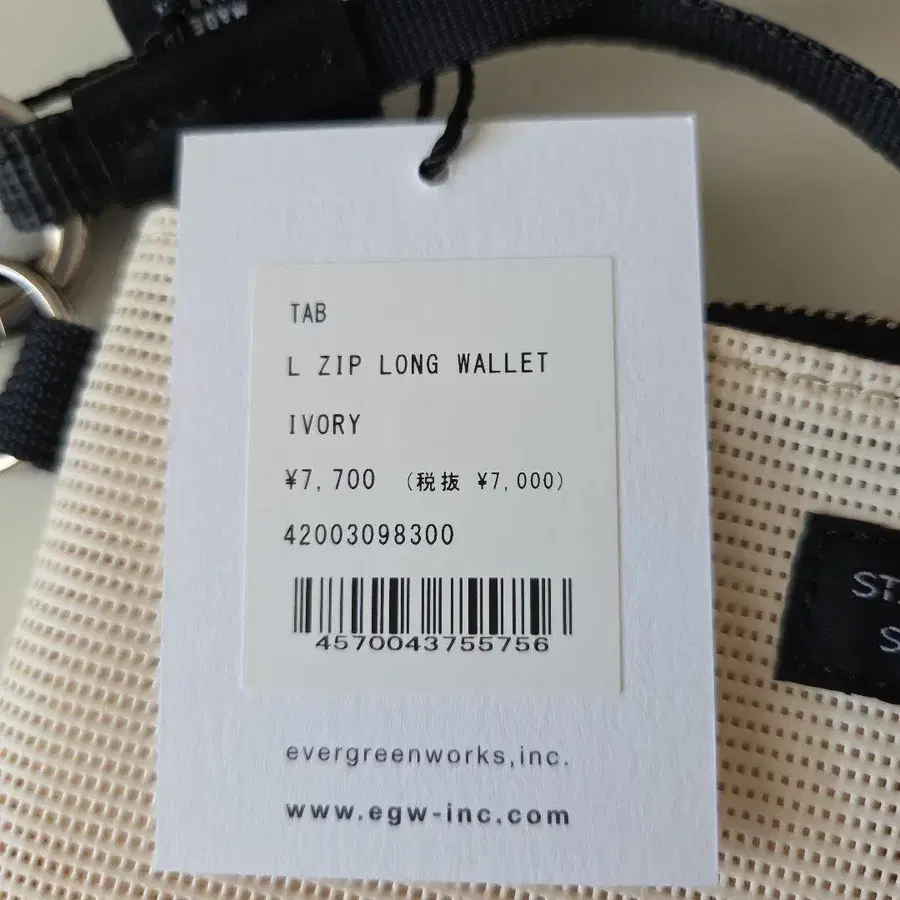 TAB
L ZIP LONG WALLET
IVORY
¥7,700 (税抜 ¥7,000)
42003098300
4570043755756
evergreenworks,inc.
www.egw-inc.com